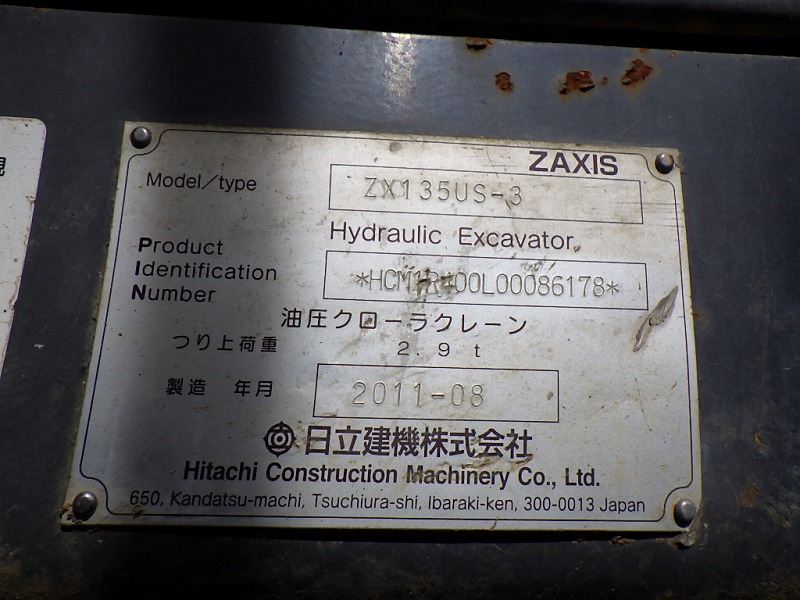 ZAXIS
Model/type ZX135US-3
Hydraulic Excavator
Product
Identification
Number
油圧クローラクレーン
つり上荷重 2.9 t
製造 年月 2011-08
日立建機株式会社
Hitachi Construction Machinery Co., Ltd.
650, Kandatsu-machi, Tsuchiura-shi, Ibaraki-ken, 300-0013 Japan